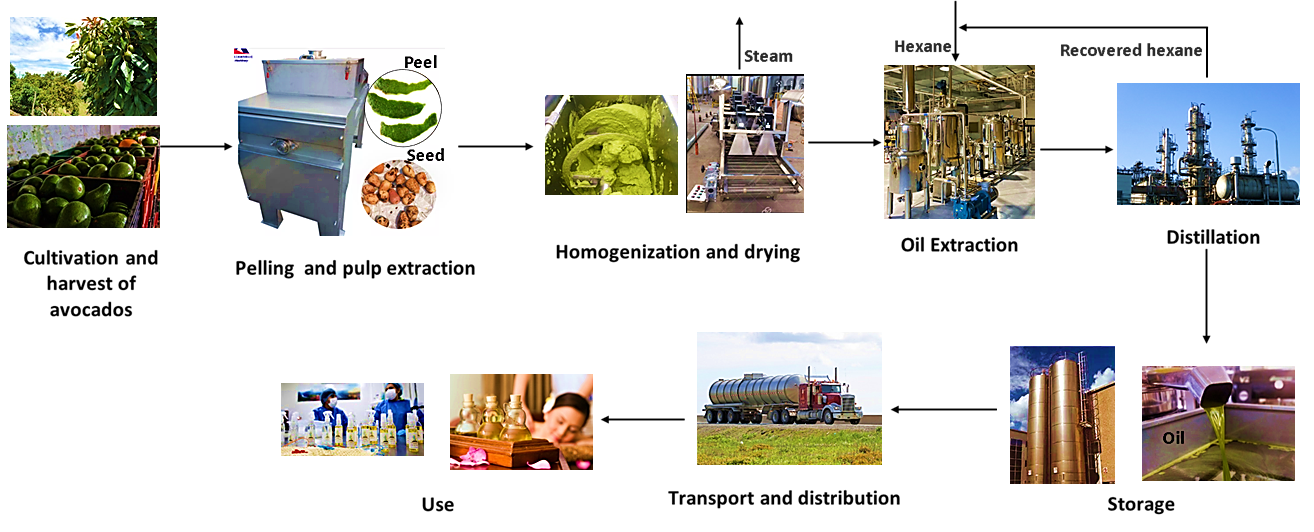 Steam
Hexane
Recovered hexane
Peel
Seed
Cultivation and
harvest of
avocados
Pelling and pulp extraction
Homogenization and drying
Oil Extraction
Distillation
Oil
Storage
Transport and distribution
Use